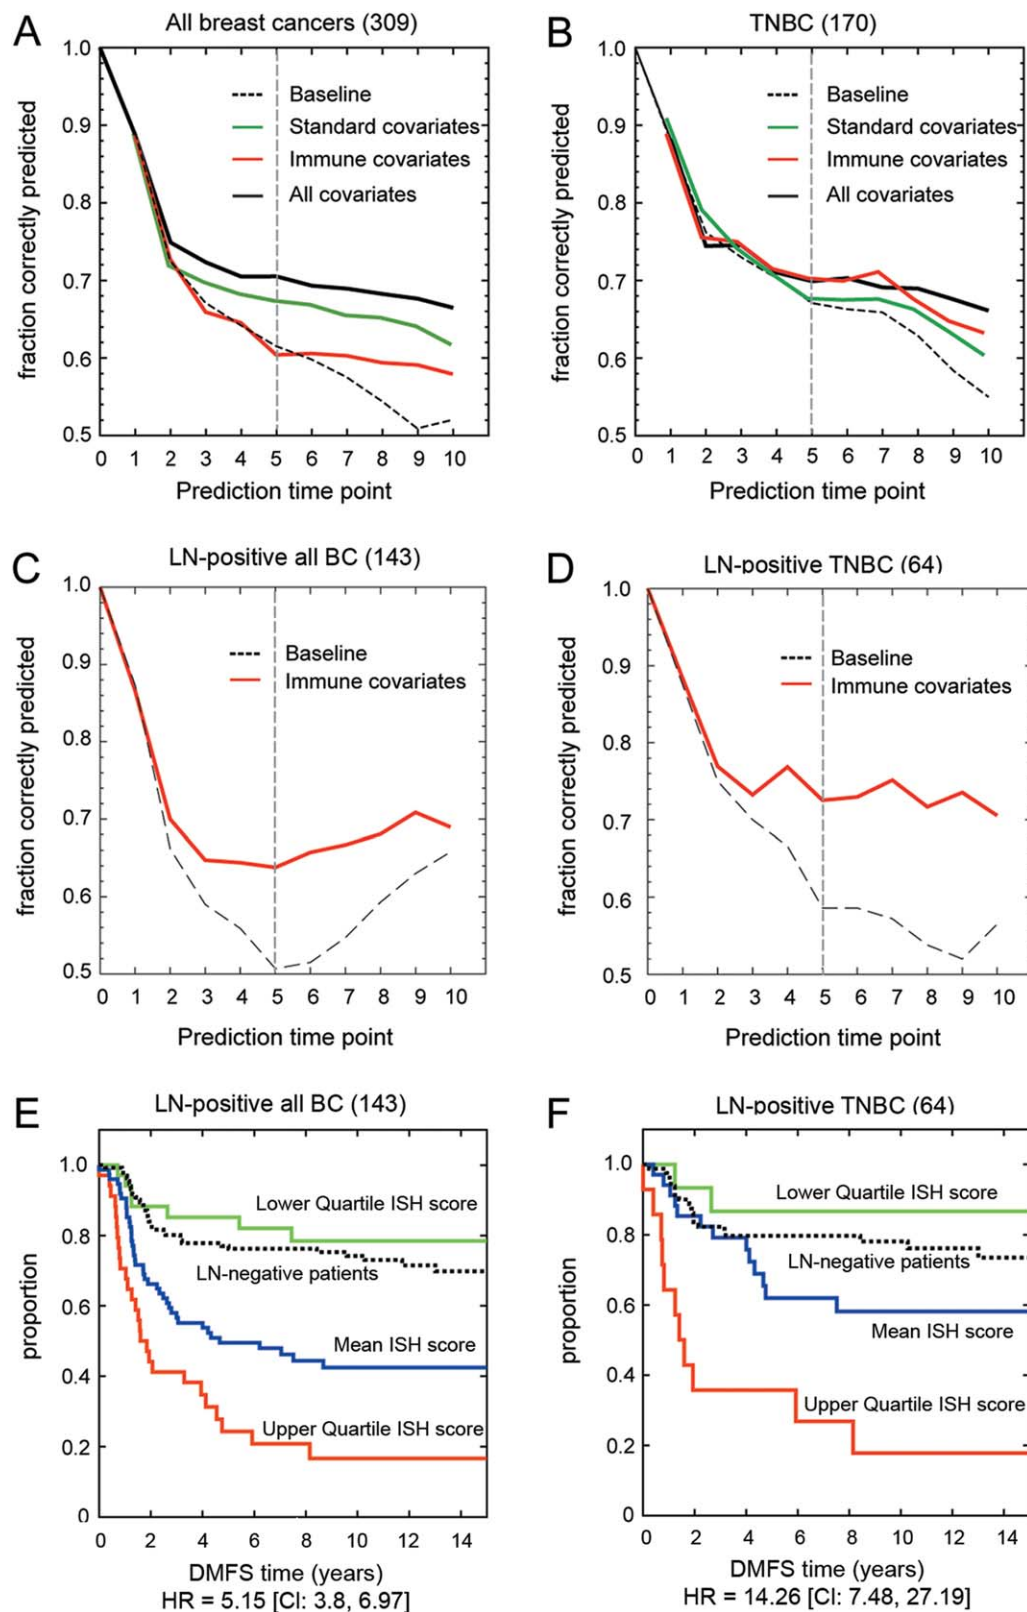 A
All breast cancers (309)
1.0
0.9
0.8
0.7
0.6
0.5
fraction correctly predicted
Baseline
Standard covariates
Immune covariates
All covariates
0 1 2 3 4 5 6 7 8 9 10
Prediction time point
B
TNBC (170)
1.0
0.9
0.8
0.7
0.6
0.5
fraction correctly predicted
Baseline
Standard covariates
Immune covariates
All covariates
0 1 2 3 4 5 6 7 8 9 10
Prediction time point
C
LN-positive all BC (143)
1.0
0.9
0.8
0.7
0.6
0.5
fraction correctly predicted
Baseline
Immune covariates
0 1 2 3 4 5 6 7 8 9 10
Prediction time point
D
LN-positive TNBC (64)
1.0
0.9
0.8
0.7
0.6
0.5
fraction correctly predicted
Baseline
Immune covariates
0 1 2 3 4 5 6 7 8 9 10
Prediction time point
E
LN-positive all BC (143)
1.0
0.8
0.6
0.4
0.2
0
proportion
Lower Quartile ISH score
LN-negative patients
Mean ISH score
Upper Quartile ISH score
0 2 4 6 8 10 12 14
DMFS time (years)
HR = 5.15 [CI: 3.8, 6.97]
F
LN-positive TNBC (64)
1.0
0.8
0.6
0.4
0.2
0
proportion
Lower Quartile ISH score
LN-negative patients
Mean ISH score
Upper Quartile ISH score
0 2 4 6 8 10 12 14
DMFS time (years)
HR = 14.26 [CI: 7.48, 27.19]